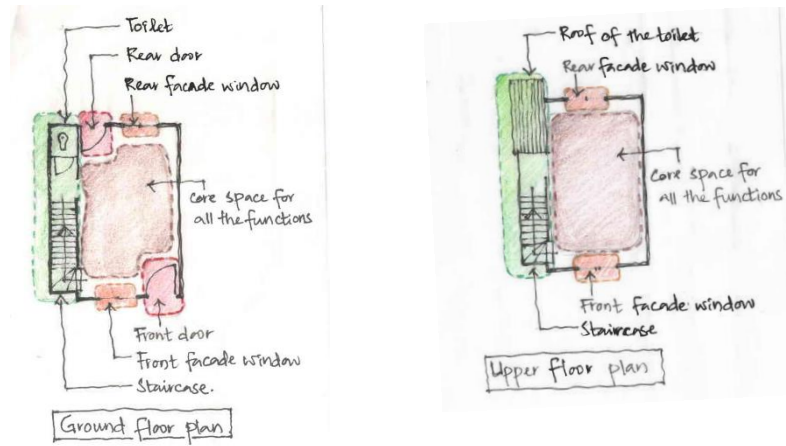 Toilet
Rear door
Rear facade window
Core space for
all the functions
Front door
Front facade window
Staircase.
Ground floor plan
Roof of the toilet
Rear facade window
Core space for
all the functions
Front facade window
Staircase
Upper floor plan